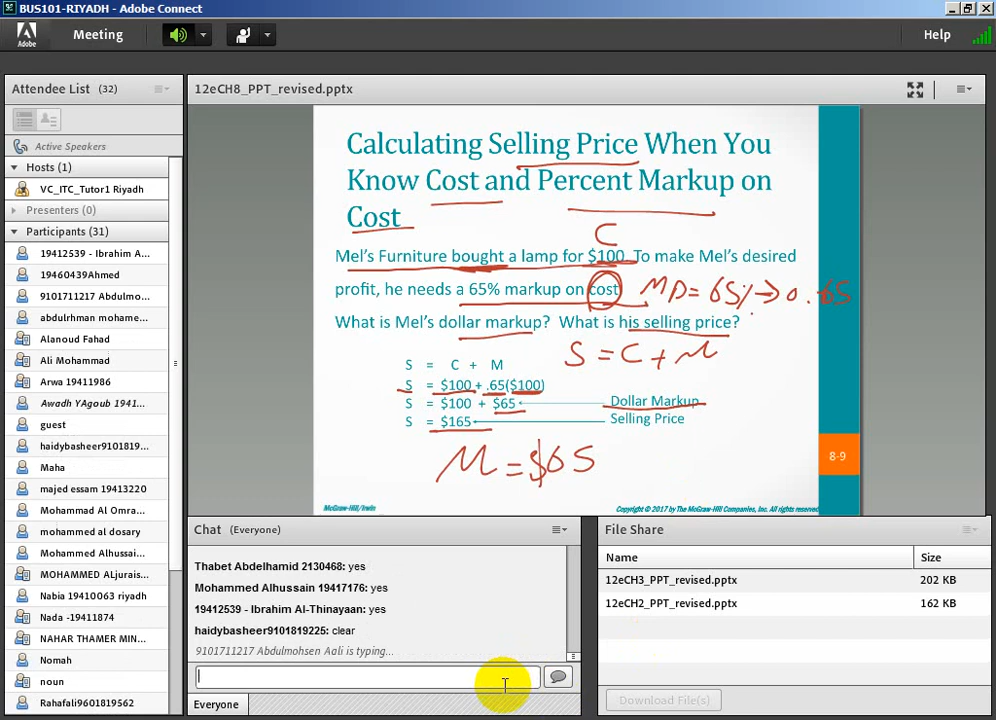 BUS101-RIYADH - Adobe Connect
Adobe
Meeting
Help
Attendee List (32)
Active Speakers
Hosts (1)
VC_ITC_Tutor1 Riyadh
Presenters (0)
Participants (31)
19412539 - Ibrahim A...
19460439Ahmed
9101711217 Abdulmo...
abdulrhman mohame...
Alanoud Fahad
Ali Mohammad
Arwa 19411986
Awadh YAgoub 1941...
guest
haidybasheer9101819...
Maha
majed essam 19413220
Mohammad Al Omra...
mohammed al dosary
Mohammed Alhussai...
MOHAMMED ALjurais...
Nabia 19410063 riyadh
Nada -19411874
NAHAR THAMER MIN...
Nomah
noun
Rahafali9601819562
12eCH8_PPT_revised.pptx
Calculating Selling Price When You
Know Cost and Percent Markup on
Cost
C
Mel's Furniture bought a lamp for $100. To make Mel's desired
profit, he needs a 65% markup on cost.
MP = 65% → 0.65
What is Mel's dollar markup? What is his selling price?
S = C + M
S = C + M
S = $100 + .65($100)
S = $100 + $65 Dollar Markup
S = $165 Selling Price
M = $65
8-9
McGraw-Hill/Irwin
Copyright © 2017 by The McGraw-Hill Companies, Inc. All rights reserved.
Chat (Everyone)
Thabet Abdelhamid 2130468: yes
Mohammed Alhussain 19417176: yes
19412539 - Ibrahim Al-Thinayaan: yes
haidybasheer9101819225: clear
9101711217 Abdulmohsen Aali is typing...
Everyone
File Share
Name Size
12eCH3_PPT_revised.pptx 202 KB
12eCH2_PPT_revised.pptx 162 KB
Download File(s)